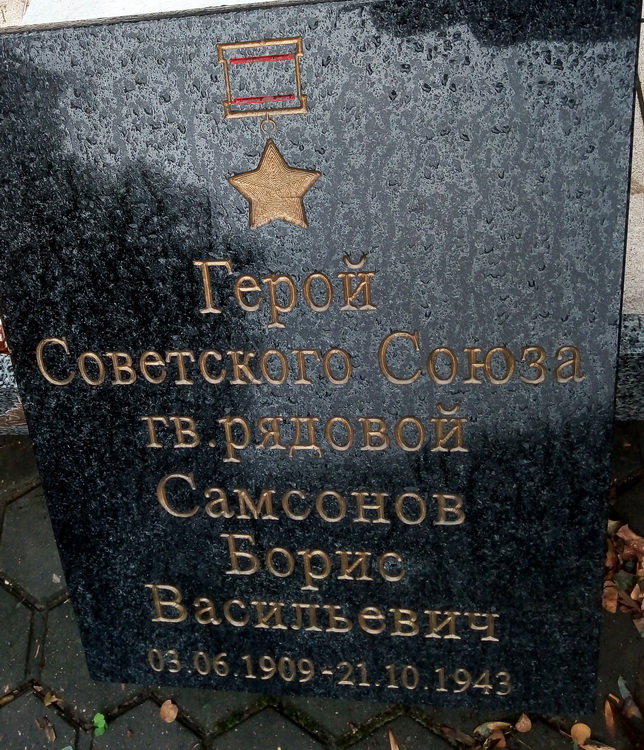 Герой
Советского Союза
гв.рядовой
Самсонов
Борис
Васильевич
03.06.1909-21.10.1943